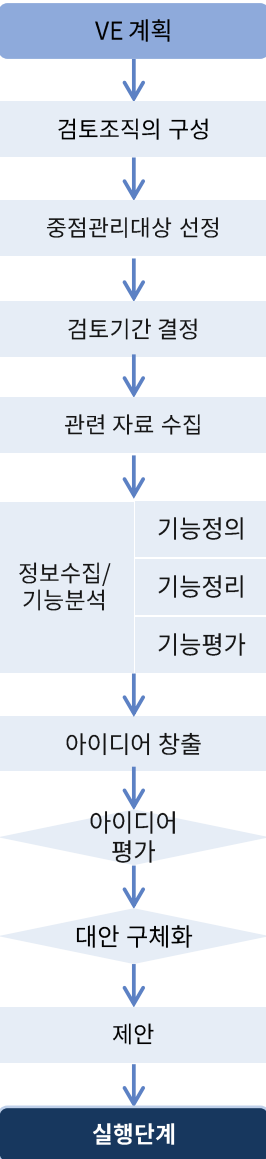 VE 계획
검토조직의 구성
중점관리대상 선정
검토기간 결정
관련 자료 수집
정보수집/
기능분석
기능정의
기능정리
기능평가
아이디어 창출
아이디어
평가
대안 구체화
제안
실행단계